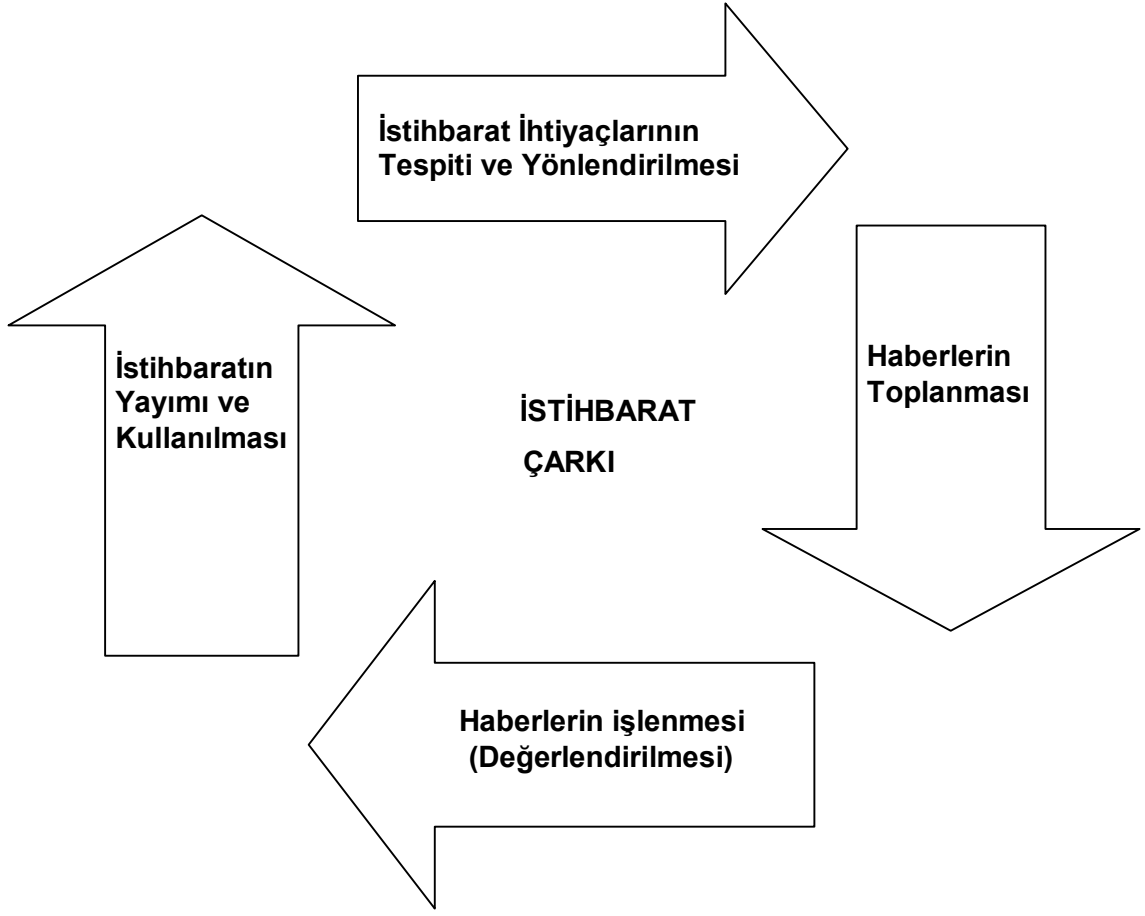 İstihbarat İhtiyaçlarının
Tespiti ve Yönlendirilmesi
Haberlerin
Toplanması
İstihbaratın
Yayımı ve
Kullanılması
İSTİHBARAT
ÇARKI
Haberlerin işlenmesi
(Değerlendirilmesi)